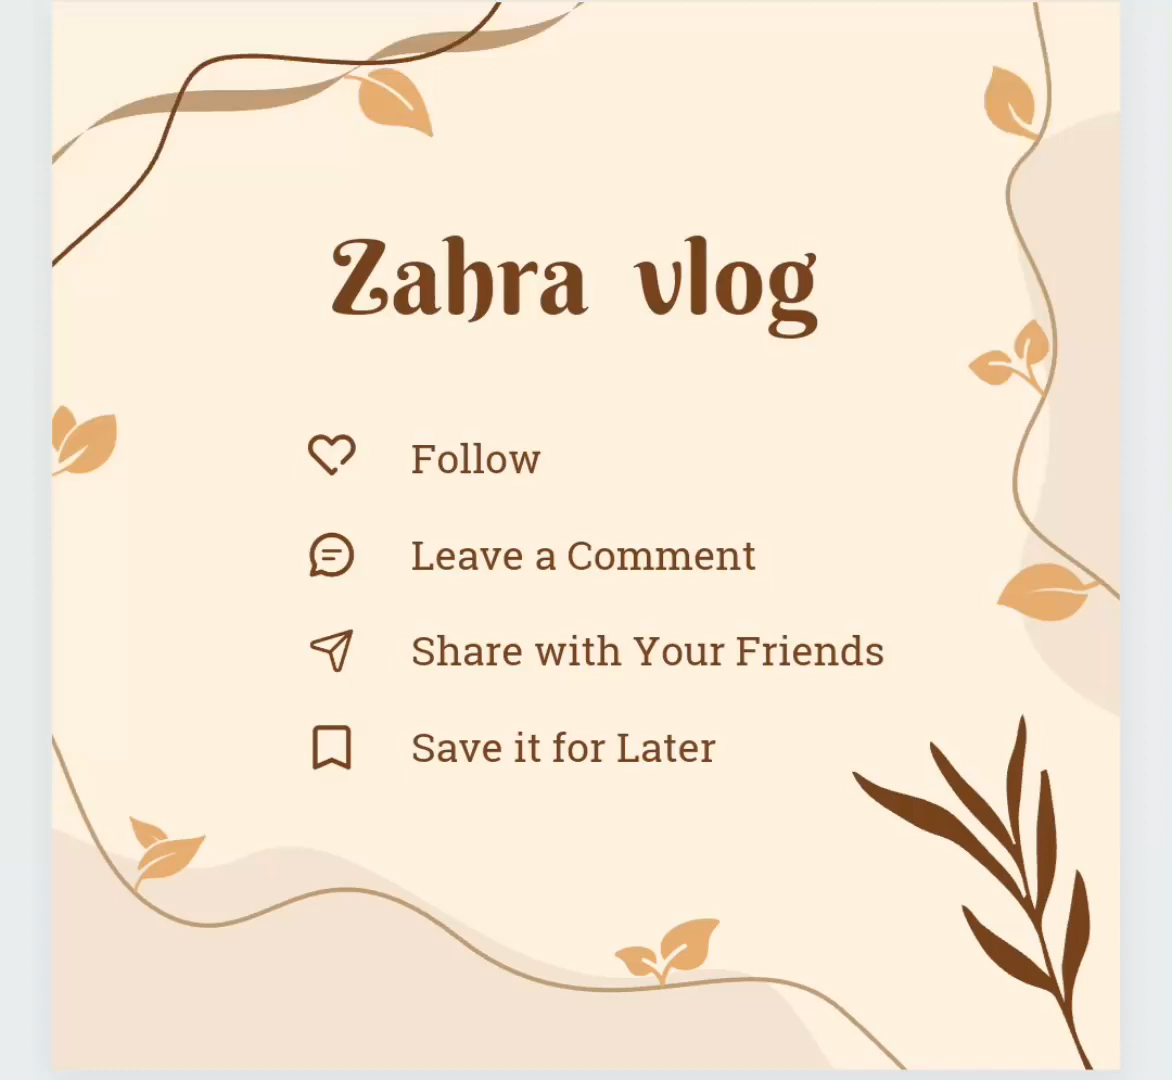 Zahra vlog
Follow
Leave a Comment
Share with Your Friends
Save it for Later